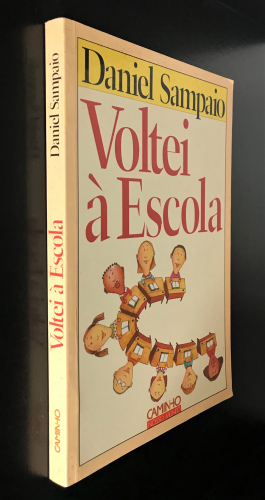 Daniel Sampaio
Voltei
à Escola
CAMINHO
Daniel Sampaio
Voltei à Escola
CAMINHO